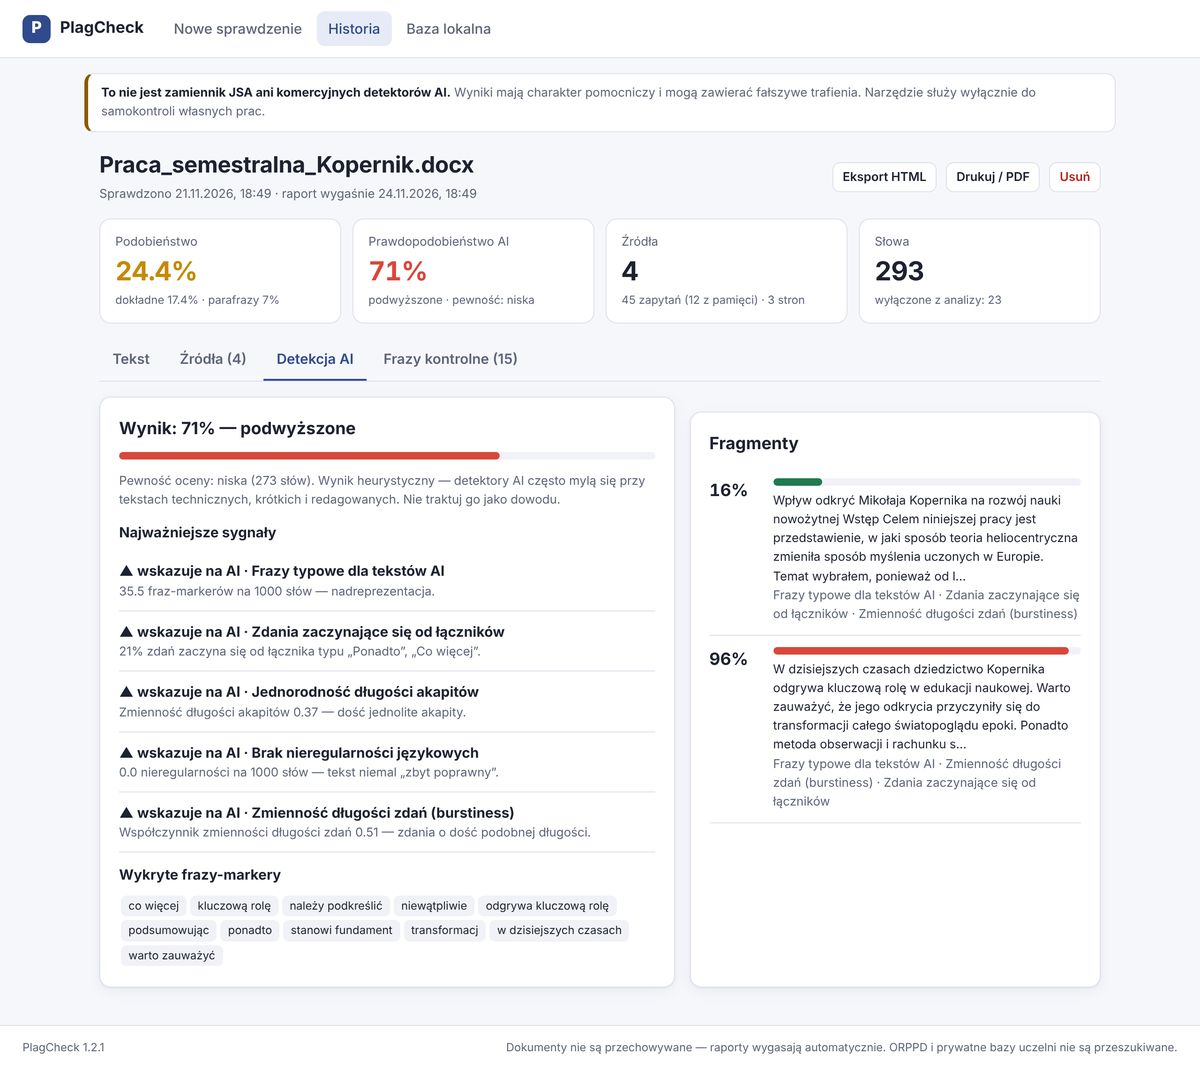 P PlagCheck Nowe sprawdzenie Historia Baza lokalna
To nie jest zamiennik JSA ani komercyjnych detektorów AI. Wyniki mają charakter pomocniczy i mogą zawierać fałszywe trafienia. Narzędzie służy wyłącznie do
samokontroli własnych prac.
Praca_semestralna_Kopernik.docx
Sprawdzono 21.11.2026, 18:49 · raport wygaśnie 24.11.2026, 18:49
Eksport HTML Drukuj / PDF Usuń
Podobieństwo
24.4%
dokładne 17.4% · parafrazy 7%
Prawdopodobieństwo AI
71%
podwyższone · pewność: niska
Źródła
4
45 zapytań (12 z pamięci) · 3 stron
Słowa
293
wyłączone z analizy: 23
Tekst Źródła (4) Detekcja AI Frazy kontrolne (15)
Wynik: 71% — podwyższone
Pewność oceny: niska (273 słów). Wynik heurystyczny — detektory AI często mylą się przy
tekstach technicznych, krótkich i redagowanych. Nie traktuj go jako dowodu.
Najważniejsze sygnały
▲ wskazuje na AI · Frazy typowe dla tekstów AI
35.5 fraz-markerów na 1000 słów — nadreprezentacja.
▲ wskazuje na AI · Zdania zaczynające się od łączników
21% zdań zaczyna się od łącznika typu „Ponadto”, „Co więcej”.
▲ wskazuje na AI · Jednorodność długości akapitów
Zmienność długości akapitów 0.37 — dość jednolite akapity.
▲ wskazuje na AI · Brak nieregularności językowych
0.0 nieregularności na 1000 słów — tekst niemal „zbyt poprawny”.
▲ wskazuje na AI · Zmienność długości zdań (burstiness)
Współczynnik zmienności długości zdań 0.51 — zdania o dość podobnej długości.
Wykryte frazy-markery
co więcej kluczową rolę należy podkreślić niewątpliwie odgrywa kluczową rolę
podsumowując ponadto stanowi fundament transformacj w dzisiejszych czasach
warto zauważyć
Fragmenty
16%
Wpływ odkryć Mikołaja Kopernika na rozwój nauki
nowożytnej Wstęp Celem niniejszej pracy jest
przedstawienie, w jaki sposób teoria heliocentryczna
zmieniła sposób myślenia uczonych w Europie.
Temat wybrałem, ponieważ od l…
Frazy typowe dla tekstów AI · Zdania zaczynające się
od łączników · Zmienność długości zdań (burstiness)
96%
W dzisiejszych czasach dziedzictwo Kopernika
odgrywa kluczową rolę w edukacji naukowej. Warto
zauważyć, że jego odkrycia przyczyniły się do
transformacji całego światopoglądu epoki. Ponadto
metoda obserwacji i rachunku s…
Frazy typowe dla tekstów AI · Zmienność długości
zdań (burstiness) · Zdania zaczynające się od
łączników
PlagCheck 1.2.1
Dokumenty nie są przechowywane — raporty wygasają automatycznie. ORPPD i prywatne bazy uczelni nie są przeszukiwane.